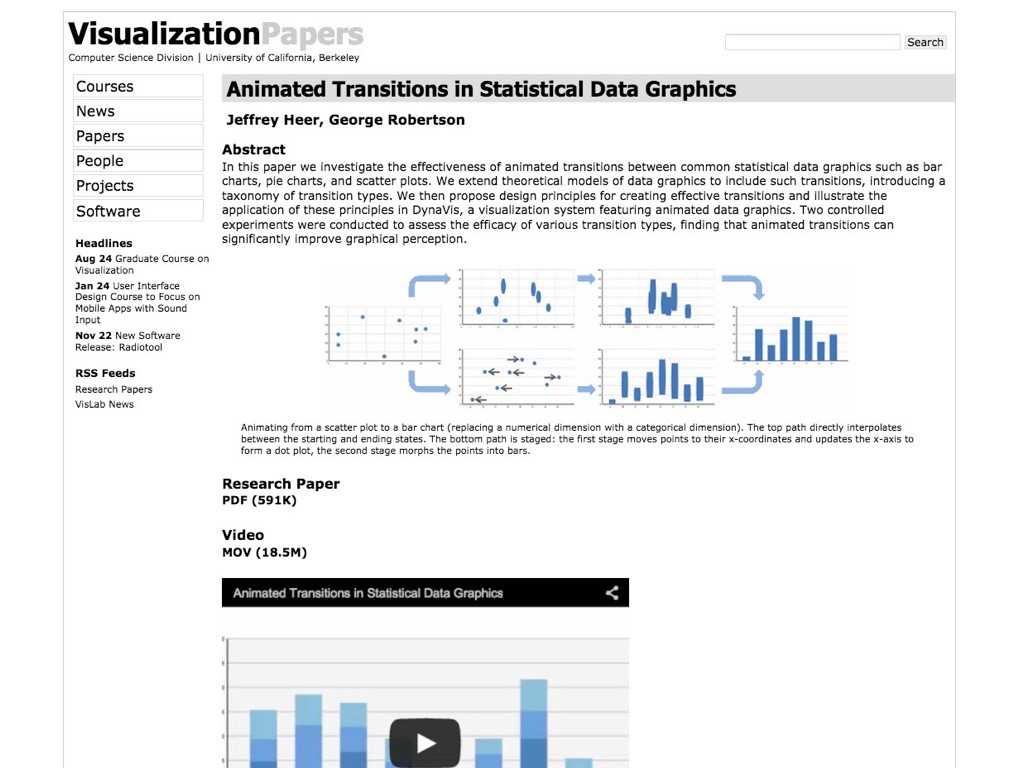 VisualizationPapers
Computer Science Division | University of California, Berkeley
Search
Courses
News
Papers
People
Projects
Software
Headlines
Aug 24 Graduate Course on
Visualization
Jan 24 User Interface
Design Course to Focus on
Mobile Apps with Sound
Input
Nov 22 New Software
Release: Radiotool
RSS Feeds
Research Papers
VisLab News
Animated Transitions in Statistical Data Graphics
Jeffrey Heer, George Robertson
Abstract
In this paper we investigate the effectiveness of animated transitions between common statistical data graphics such as bar
charts, pie charts, and scatter plots. We extend theoretical models of data graphics to include such transitions, introducing a
taxonomy of transition types. We then propose design principles for creating effective transitions and illustrate the
application of these principles in DynaVis, a visualization system featuring animated data graphics. Two controlled
experiments were conducted to assess the efficacy of various transition types, finding that animated transitions can
significantly improve graphical perception.
Animating from a scatter plot to a bar chart (replacing a numerical dimension with a categorical dimension). The top path directly interpolates
between the starting and ending states. The bottom path is staged: the first stage moves points to their x-coordinates and updates the x-axis to
form a dot plot, the second stage morphs the points into bars.
Research Paper
PDF (591K)
Video
MOV (18.5M)
Animated Transitions in Statistical Data Graphics